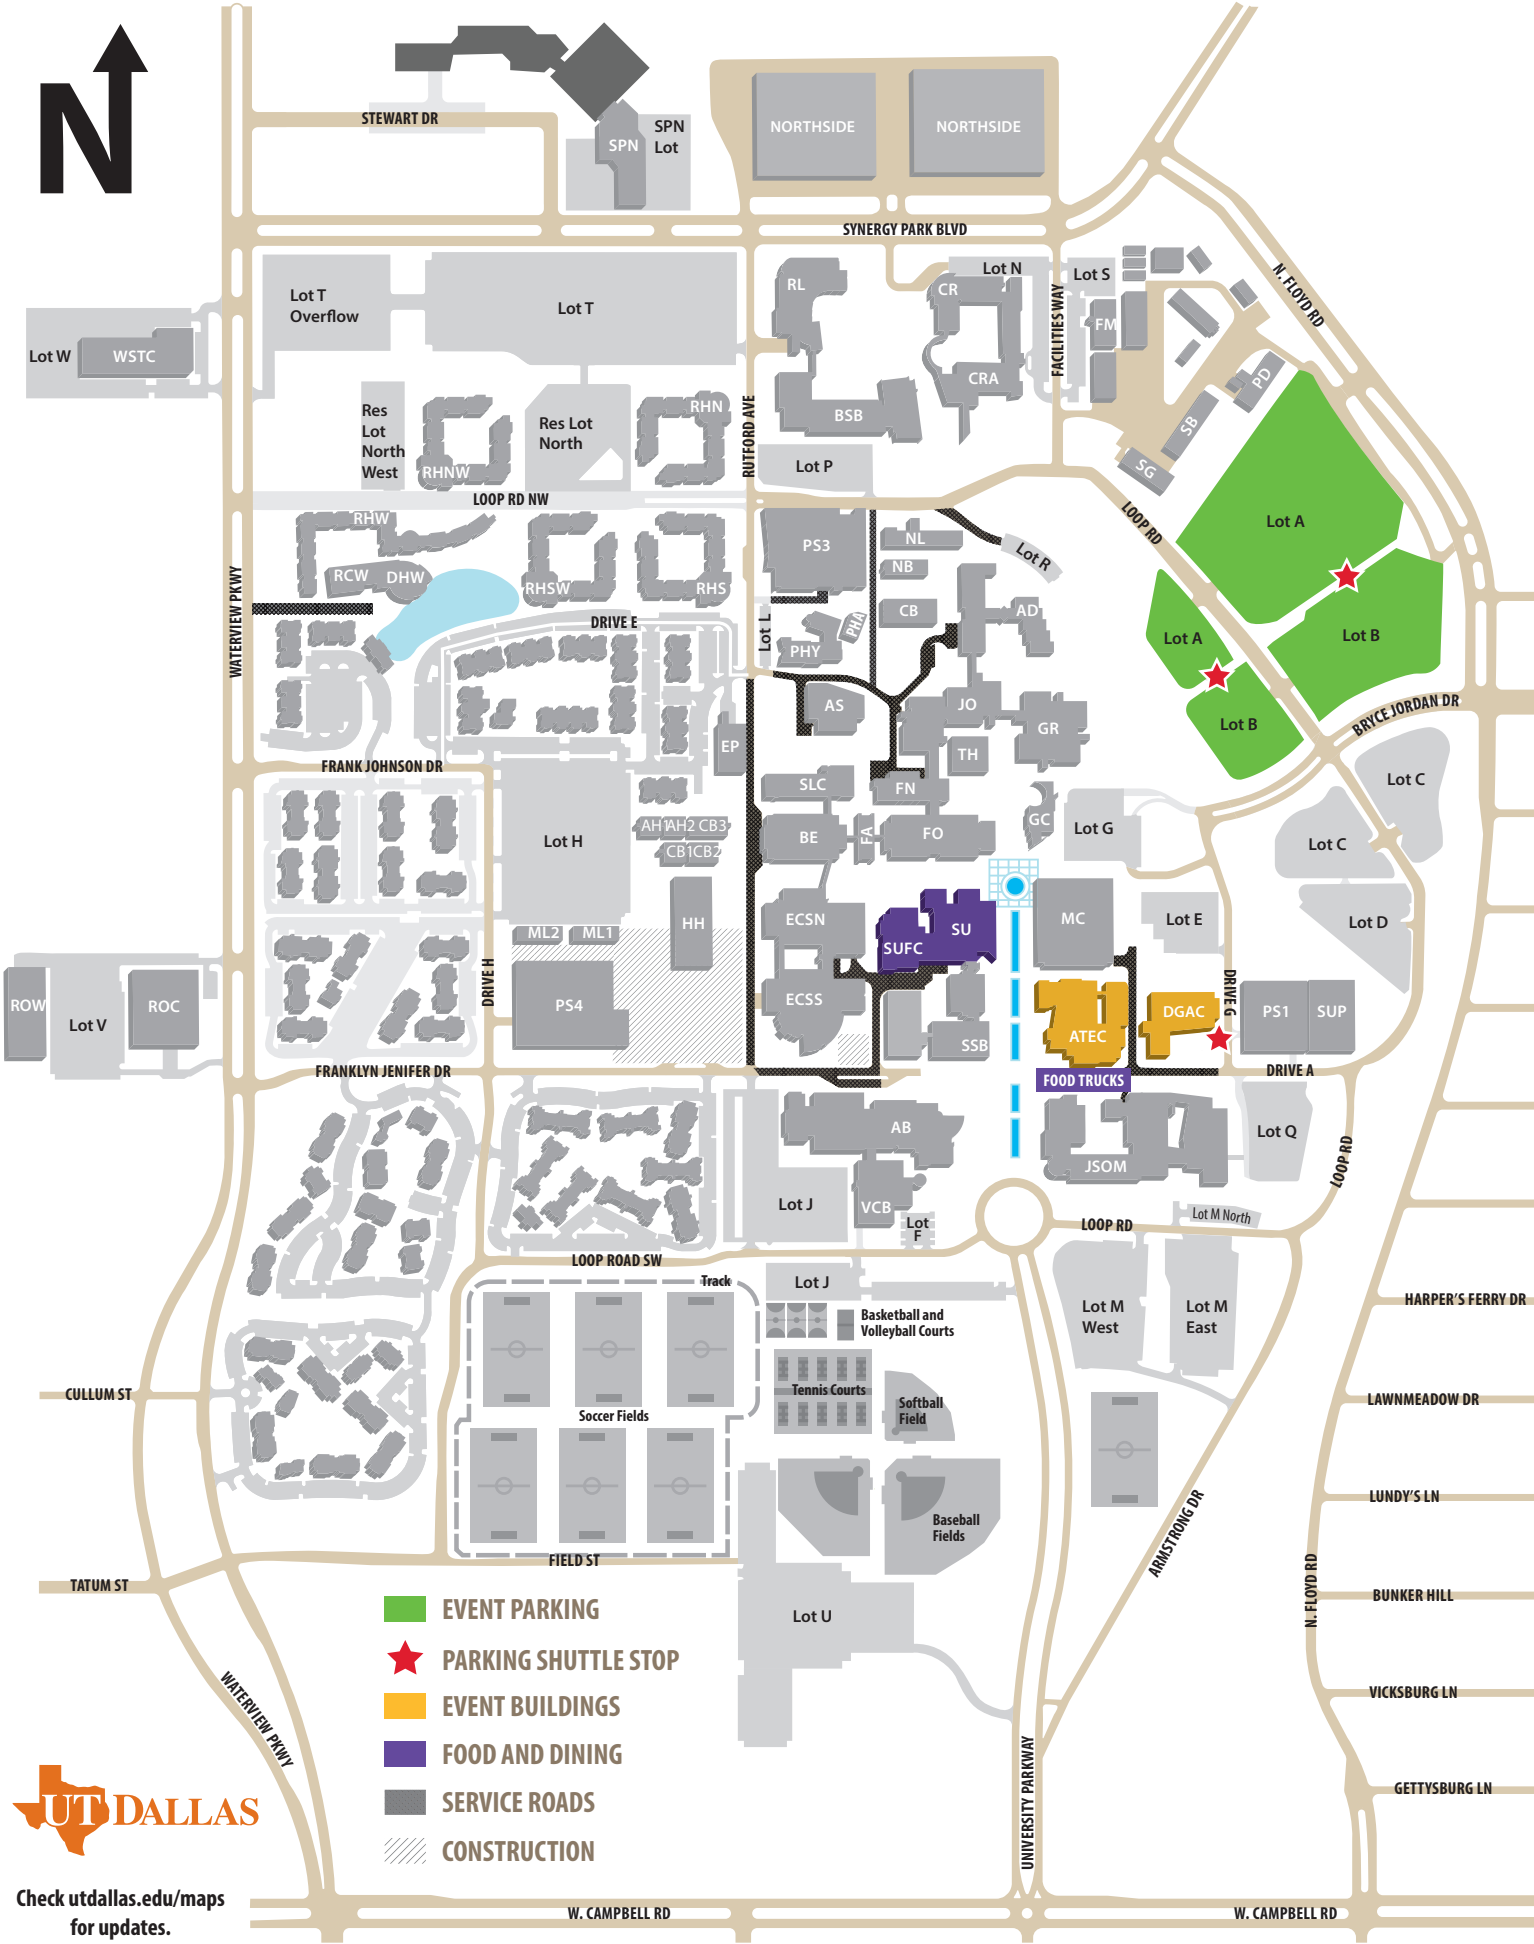 N
STEWART DR
SPN
SPN
Lot
NORTHSIDE
NORTHSIDE
SYNERGY PARK BLVD
N. FLOYD RD
Lot T
Overflow
Lot T
RL
CR
Lot N
Lot S
FACILITIES WAY
FM
Lot W
WSTC
CRA
PD
Res
Lot
North
West
RHNW
Res Lot
North
RHN
RUTFORD AVE
BSB
SB
SG
Lot P
LOOP RD NW
LOOP RD
Lot A
RHW
RCW
DHW
RHSW
RHS
PS3
NL
NB
CB
Lot R
AD
WATERVIEW PKWY
DRIVE E
Lot L
PHA
PHY
Lot A
Lot B
Lot B
BRYCE JORDAN DR
AS
JO
GR
TH
EP
FRANK JOHNSON DR
SLC
FN
Lot C
Lot H
AH1
AH2
CB3
CB1
CB2
BE
FA
FO
GC
Lot G
Lot C
HH
ECSN
SU
SUFC
MC
Lot E
Lot D
ML2
ML1
ROW
Lot V
ROC
DRIVE H
PS4
ECSS
SSB
ATEC
DGAC
DRIVE G
PS1
SUP
FRANKLYN JENIFER DR
FOOD TRUCKS
DRIVE A
AB
JSOM
Lot Q
LOOP RD
Lot J
VCB
Lot
F
LOOP RD
Lot M North
LOOP ROAD SW
Track
Lot J
Basketball and
Volleyball Courts
Lot M
West
Lot M
East
HARPER'S FERRY DR
CULLUM ST
Soccer Fields
Tennis Courts
Softball
Field
LAWNMEADOW DR
Baseball
Fields
LUNDY'S LN
ARMSTRONG DR
FIELD ST
TATUM ST
N. FLOYD RD
BUNKER HILL
Lot U
EVENT PARKING
PARKING SHUTTLE STOP
EVENT BUILDINGS
FOOD AND DINING
SERVICE ROADS
CONSTRUCTION
WATERVIEW PKWY
VICKSBURG LN
UNIVERSITY PARKWAY
GETTYSBURG LN
UT DALLAS
Check utdallas.edu/maps
for updates.
W. CAMPBELL RD
W. CAMPBELL RD